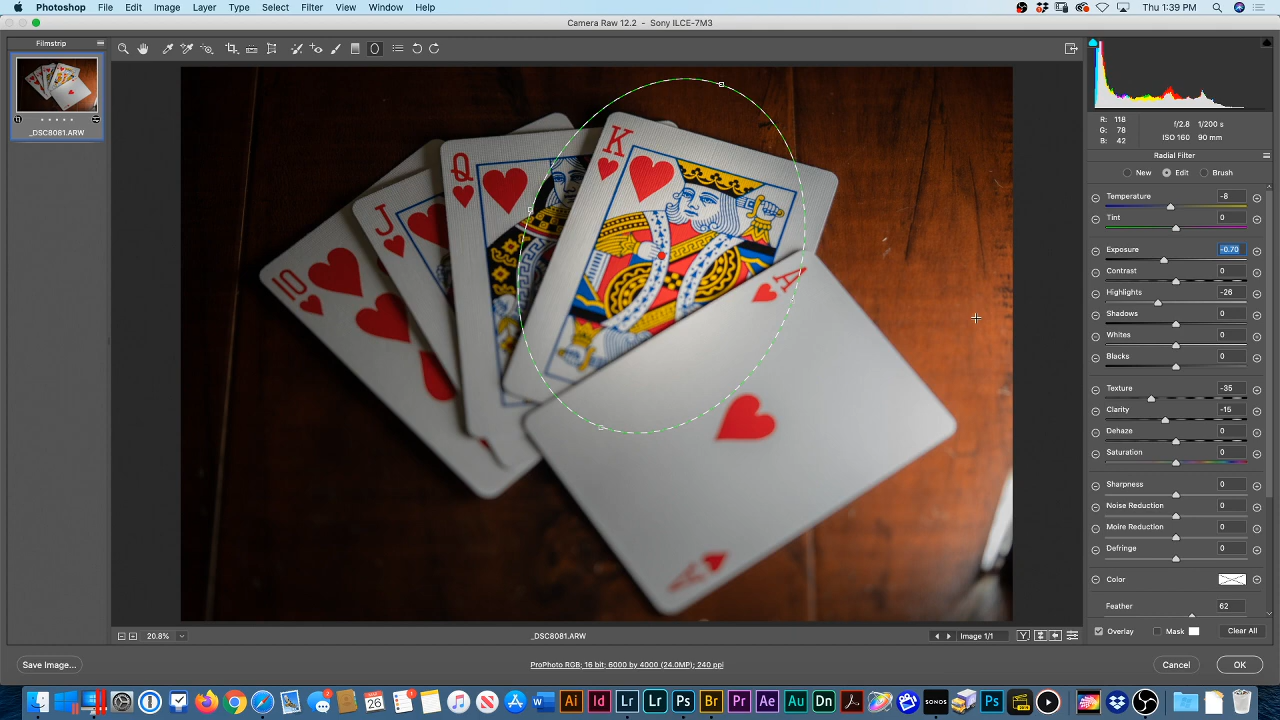 Photoshop File Edit Image Layer Type Select Filter View Window Help
Thu 1:39 PM
Camera Raw 12.2 - Sony ILCE-7M3
Filmstrip
_DSC8081.ARW
10
J
Q
K
A
A
R: 118
G: 78
B: 42
f/2.8 1/200 s
ISO 160 90 mm
Radial Filter
New Edit Brush
Temperature -8
Tint 0
Exposure -0.70
Contrast 0
Highlights -26
Shadows 0
Whites 0
Blacks 0
Texture -35
Clarity -15
Dehaze 0
Saturation 0
Sharpness 0
Noise Reduction 0
Moire Reduction 0
Defringe 0
Color
Feather 62
Overlay Mask Clear All
20.8% _DSC8081.ARW Image 1/1 Y
Save Image... ProPhoto RGB; 16 bit; 6000 by 4000 (24.0MP); 240 ppi Cancel OK
2 26 1 Ai Id Lr Lr Ps Br Pr Ae Au Dn SONOS Ps